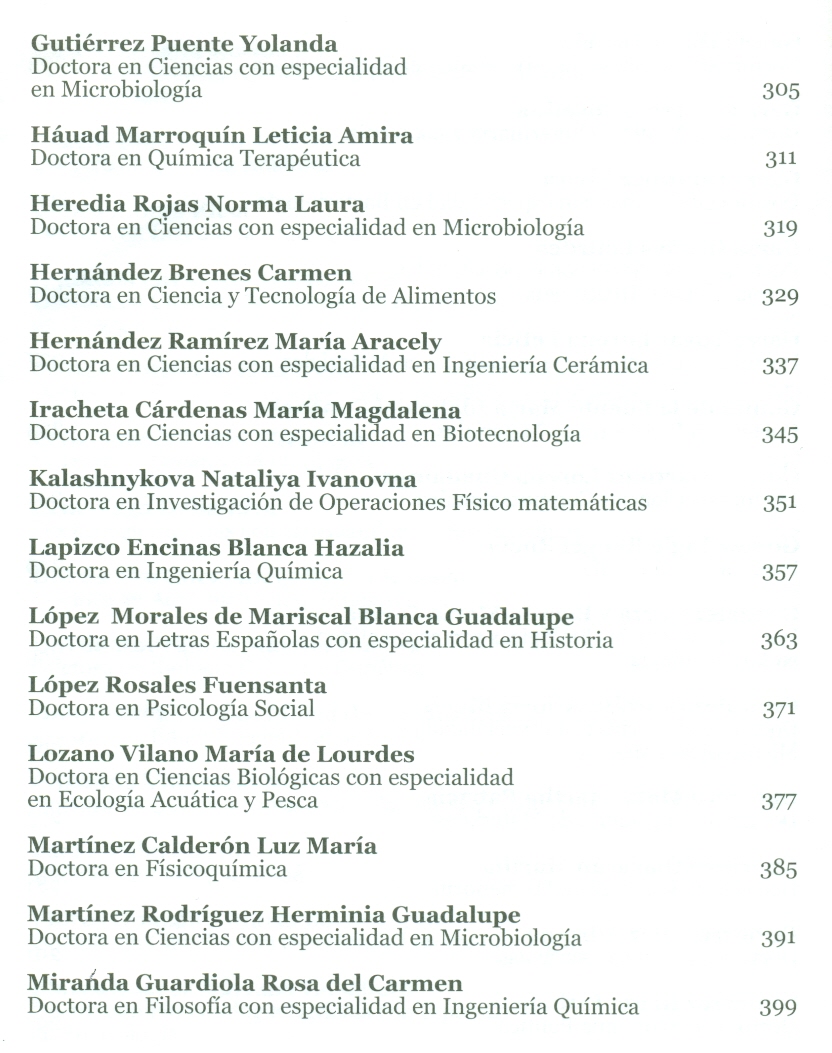 Gutiérrez Puente Yolanda
Doctora en Ciencias con especialidad
en Microbiología 305
Háuad Marroquín Leticia Amira
Doctora en Química Terapéutica 311
Heredia Rojas Norma Laura
Doctora en Ciencias con especialidad en Microbiología 319
Hernández Brenes Carmen
Doctora en Ciencia y Tecnología de Alimentos 329
Hernández Ramírez María Aracely
Doctora en Ciencias con especialidad en Ingeniería Cerámica 337
Iracheta Cárdenas María Magdalena
Doctora en Ciencias con especialidad en Biotecnología 345
Kalashnykova Nataliya Ivanovna
Doctora en Investigación de Operaciones Físico matemáticas 351
Lapizco Encinas Blanca Hazalia
Doctora en Ingeniería Química 357
López Morales de Mariscal Blanca Guadalupe
Doctora en Letras Españolas con especialidad en Historia 363
López Rosales Fuensanta
Doctora en Psicología Social 371
Lozano Vilano María de Lourdes
Doctora en Ciencias Biológicas con especialidad
en Ecología Acuática y Pesca 377
Martínez Calderón Luz María
Doctora en Físicoquímica 385
Martínez Rodríguez Herminia Guadalupe
Doctora en Ciencias con especialidad en Microbiología 391
Miranda Guardiola Rosa del Carmen
Doctora en Filosofía con especialidad en Ingeniería Química 399